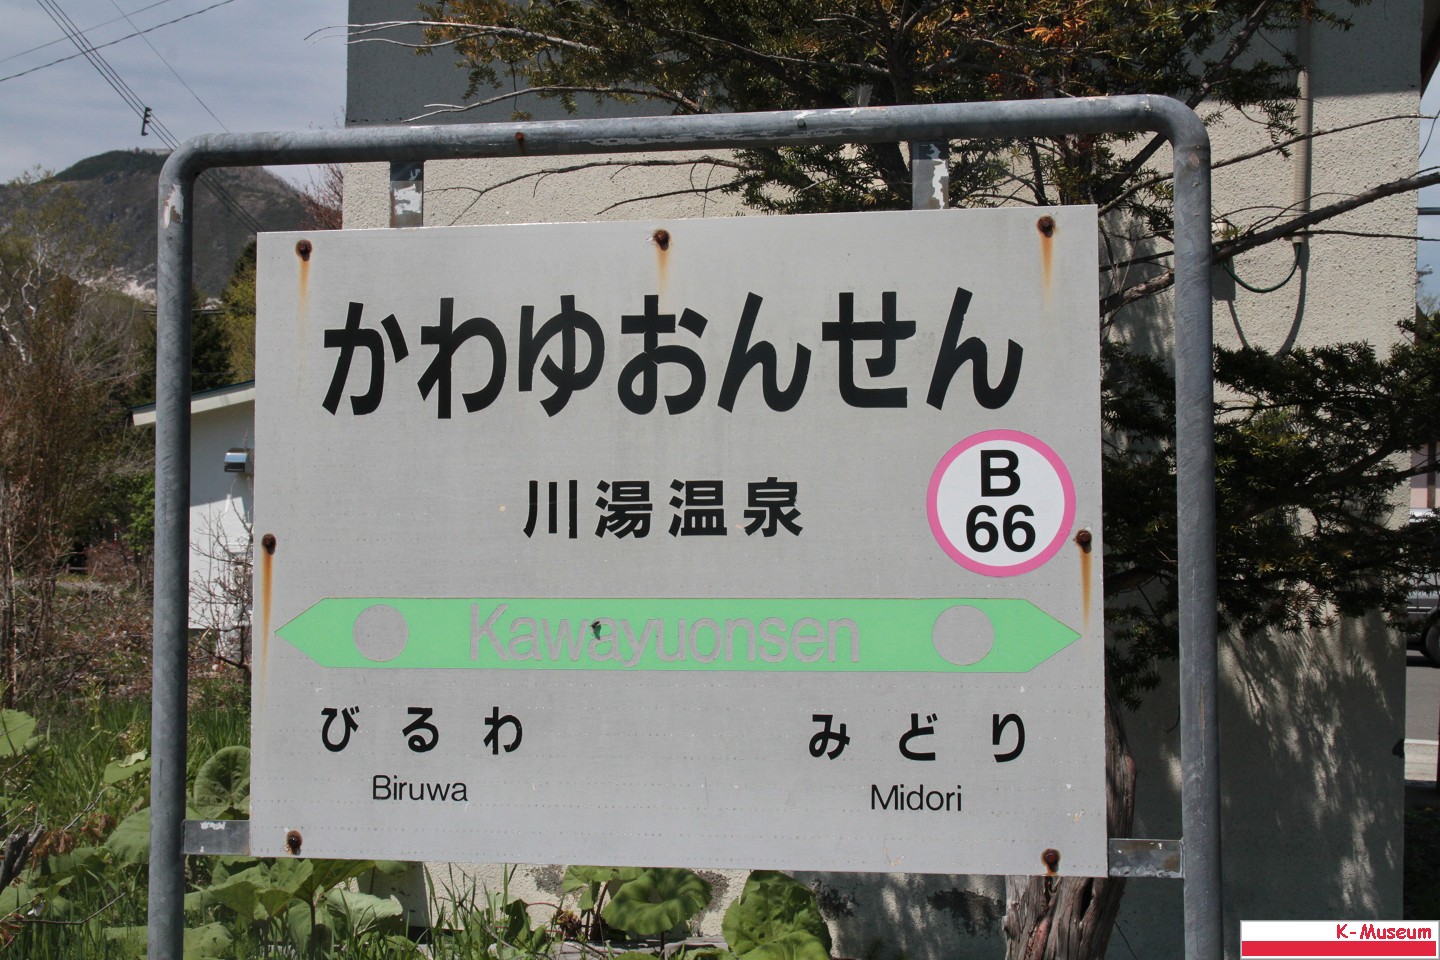 かわゆおんせん
川湯温泉
B
66
Kawayuonsen
びるわ
みどり
Biruwa
Midori
K-Museum